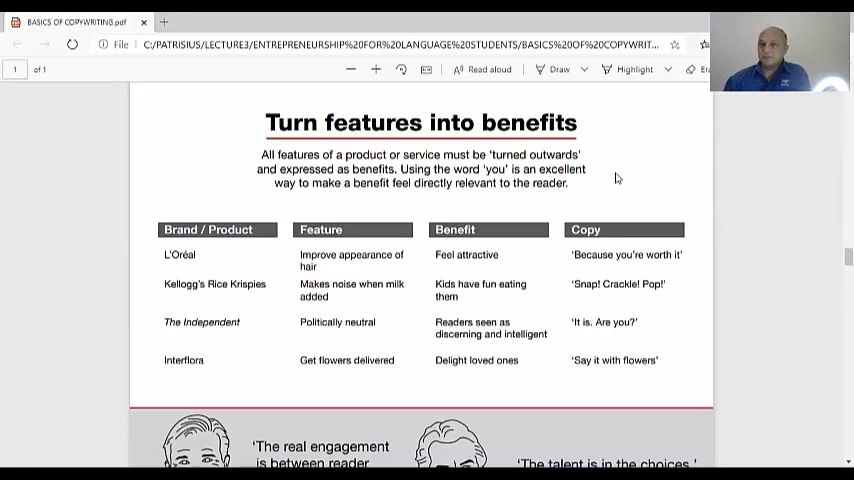 BASICS OF COPYWRITING.pdf
File C:/PATRISIUS/LECTURE3/ENTREPRENEURSHIP%20FOR%20LANGUAGE%20STUDENTS/BASICS%20OF%20COPYWRIT...
1 of 1 Read aloud Draw Highlight Era
Turn features into benefits
All features of a product or service must be ‘turned outwards’
and expressed as benefits. Using the word ‘you’ is an excellent
way to make a benefit feel directly relevant to the reader.
Brand / Product Feature Benefit Copy
L’Oréal Improve appearance of Feel attractive ‘Because you’re worth it’
hair
Kellogg’s Rice Krispies Makes noise when milk Kids have fun eating ‘Snap! Crackle! Pop!’
added them
The Independent Politically neutral Readers seen as ‘It is. Are you?’
discerning and intelligent
Interflora Get flowers delivered Delight loved ones ‘Say it with flowers’
‘The real engagement
is between reader
‘The talent is in the choices.’